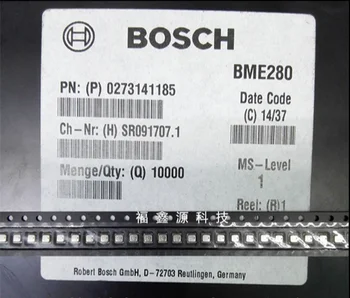 BOSCH
BME280
PN: (P) 0273141185
Date Code
(C) 14/37
Ch-Nr: (H) SR091707.1
Menge/Qty: (Q) 10000
MS-Level
1
Reel: (R)1
福鑫源科技
Robert Bosch GmbH, D-72703 Reutlingen, Germany